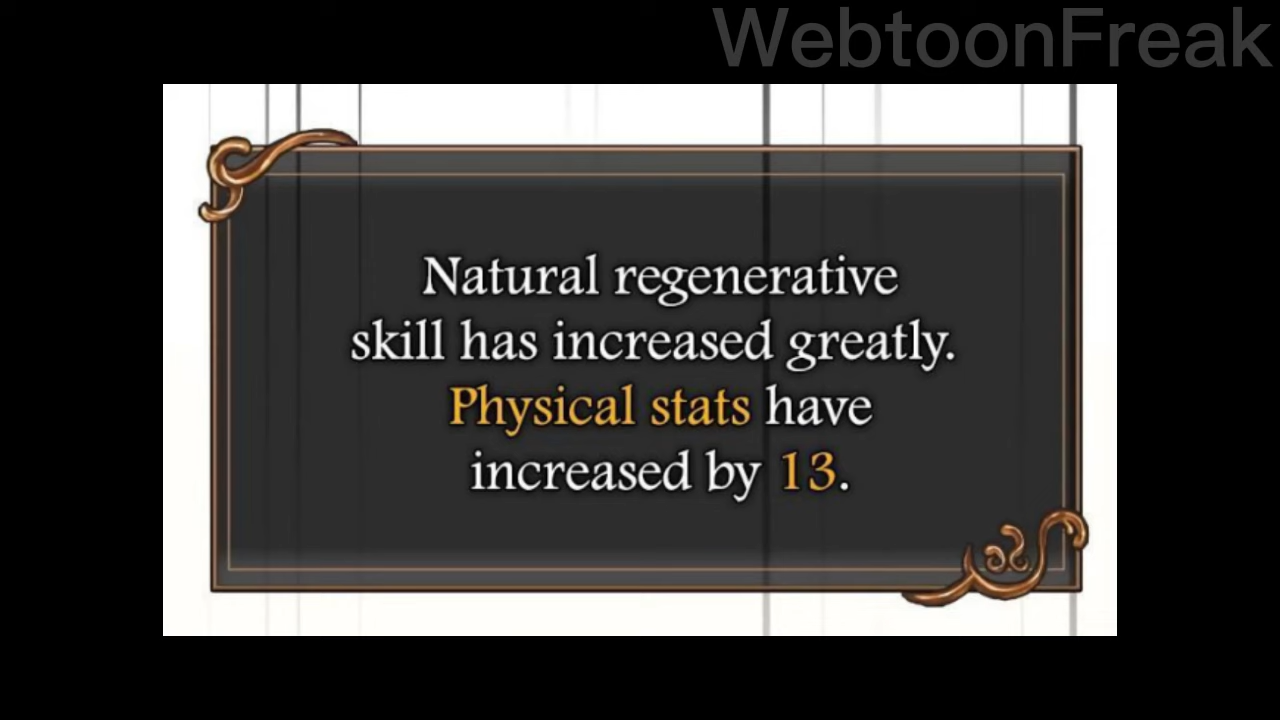 WebtoonFreak
Natural regenerative
skill has increased greatly.
Physical stats have
increased by 13.